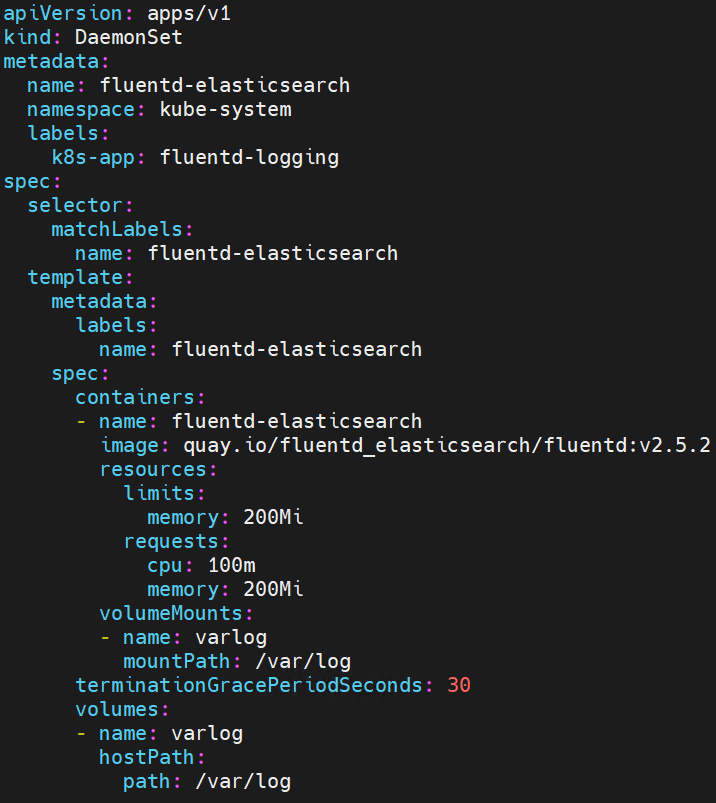 apiVersion: apps/v1
kind: DaemonSet
metadata:
  name: fluentd-elasticsearch
  namespace: kube-system
  labels:
    k8s-app: fluentd-logging
spec:
  selector:
    matchLabels:
      name: fluentd-elasticsearch
  template:
    metadata:
      labels:
        name: fluentd-elasticsearch
    spec:
      containers:
      - name: fluentd-elasticsearch
        image: quay.io/fluentd_elasticsearch/fluentd:v2.5.2
        resources:
          limits:
            memory: 200Mi
          requests:
            cpu: 100m
            memory: 200Mi
        volumeMounts:
        - name: varlog
          mountPath: /var/log
      terminationGracePeriodSeconds: 30
      volumes:
      - name: varlog
        hostPath:
          path: /var/log